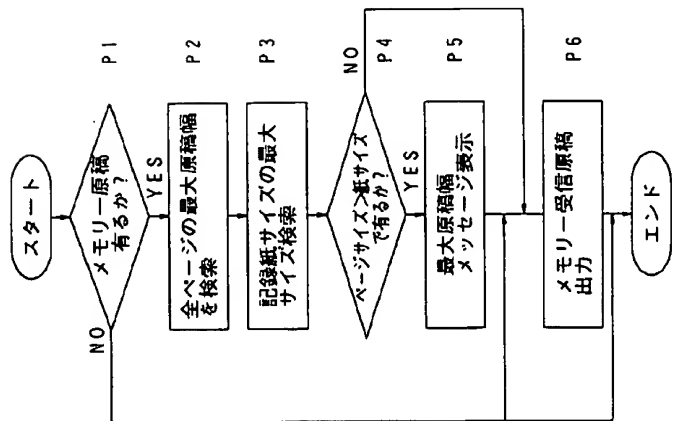 スタート
メモリー原稿
有るか？
P1
NO
YES
全ページの最大原稿幅
を検索
P2
記録紙サイズの最大
サイズ検索
P3
ページサイズ>紙サイズ
で有るか？
NO
P4
YES
最大原稿幅
メッセージ表示
P5
メモリー受信原稿
出力
P6
エンド